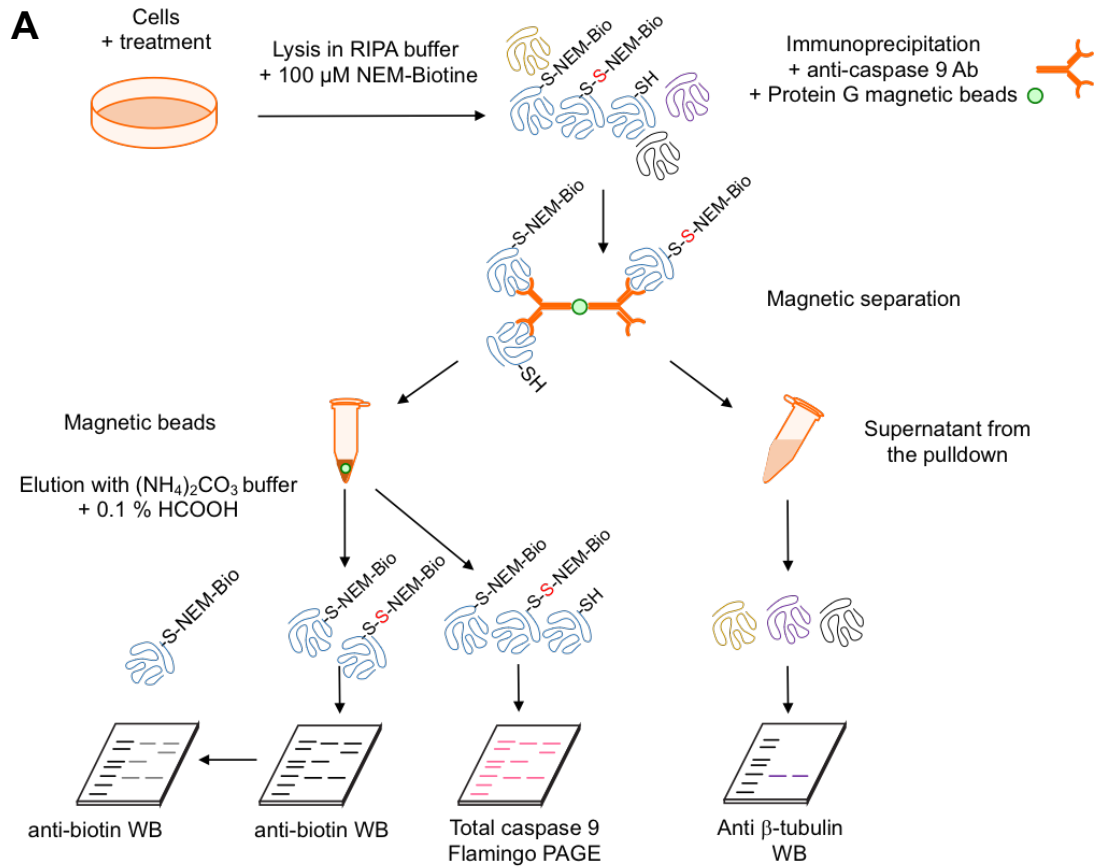 A
Cells
+ treatment
Lysis in RIPA buffer
+ 100 µM NEM-Biotine
-S-NEM-Bio
-S-S-NEM-Bio
-SH
Immunoprecipitation
+ anti-caspase 9 Ab
+ Protein G magnetic beads
-S-NEM-Bio
-S-S-NEM-Bio
-SH
Magnetic separation
Magnetic beads
Elution with (NH₄)₂CO₃ buffer
+ 0.1 % HCOOH
Supernatant from
the pulldown
-S-NEM-Bio
-S-NEM-Bio
-S-S-NEM-Bio
-S-NEM-Bio
-S-S-NEM-Bio
-SH
anti-biotin WB
anti-biotin WB
Total caspase 9
Flamingo PAGE
Anti β-tubulin
WB